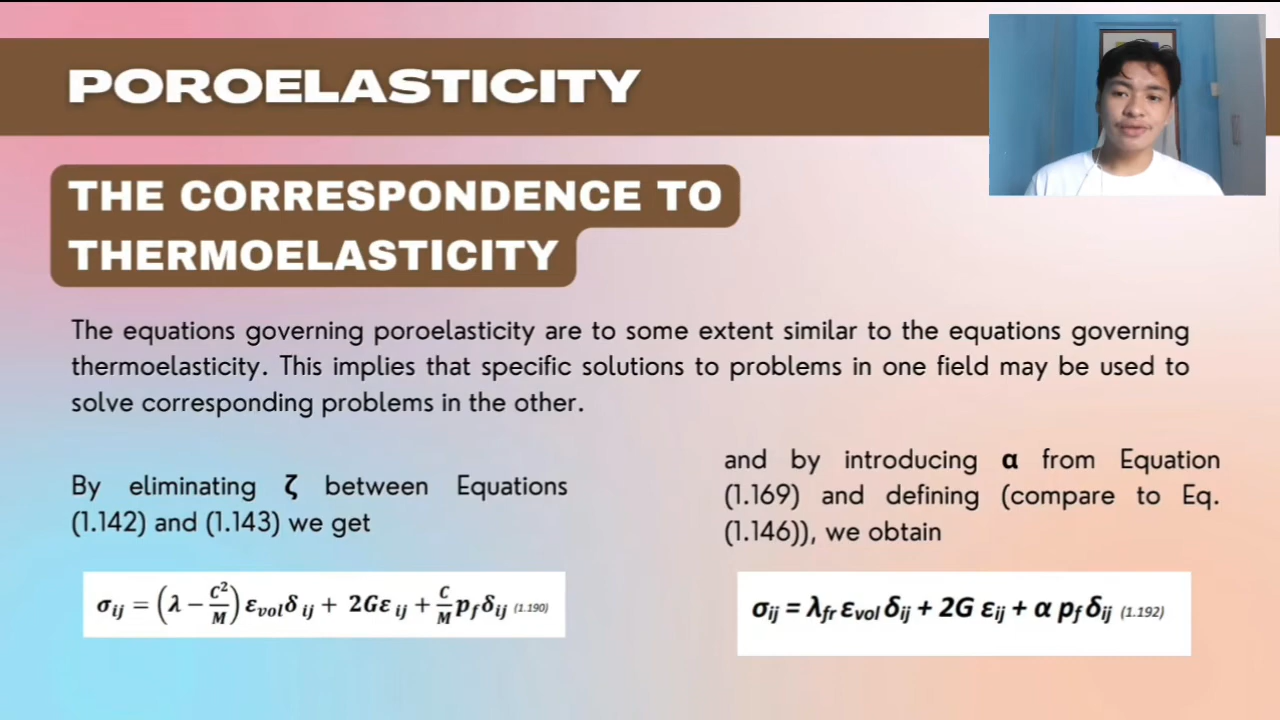 POROELASTICITY
THE CORRESPONDENCE TO
THERMOELASTICITY
The equations governing poroelasticity are to some extent similar to the equations governing
thermoelasticity. This implies that specific solutions to problems in one field may be used to
solve corresponding problems in the other.
By eliminating ζ between Equations
(1.142) and (1.143) we get
σij = (λ − C²/M) εvol δij + 2Gεij + C/M pf δij (1.190)
and by introducing α from Equation
(1.169) and defining (compare to Eq.
(1.146)), we obtain
σij = λfr εvol δij + 2G εij + α pf δij (1.192)